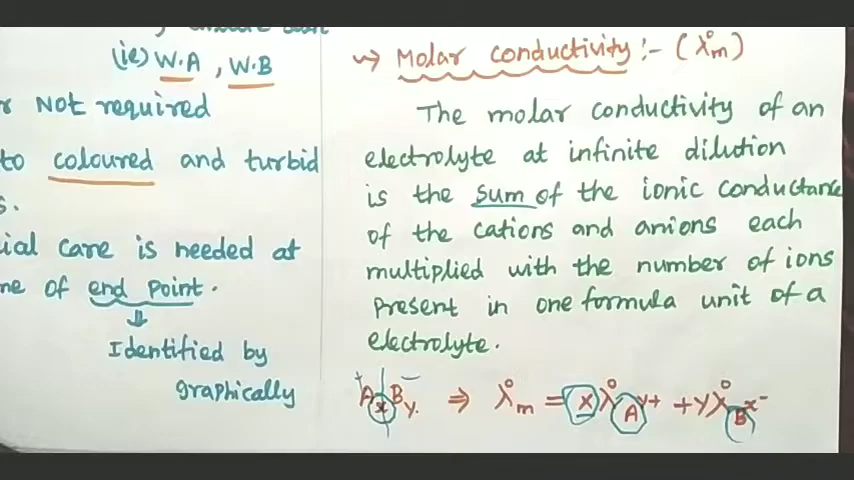 (ie) W.A , W.B
r Not required
to coloured and turbid
s.
ial care is needed at
me of end point.
⇓
Identified by
graphically
↝ Molar conductivity :- (λ°m)
The molar conductivity of an
electrolyte at infinite dilution
is the sum of the ionic conductance
of the cations and anions each
multiplied with the number of ions
present in one formula unit of a
electrolyte.
+ AxBy − ⇒ λ°m = xλ°A^y+ + yλ°B^x−